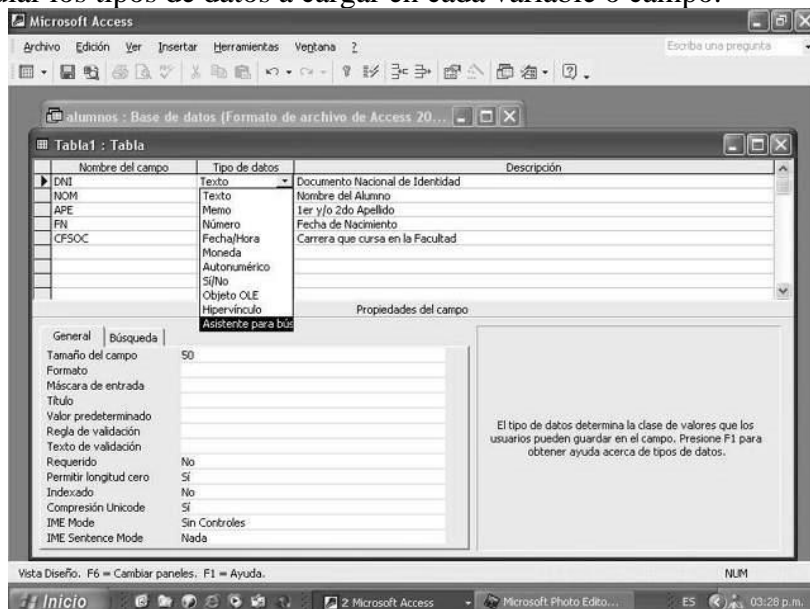 iar los tipos de datos a cargar en cada variable o campo.
Microsoft Access
Archivo Edición Ver Insertar Herramientas Ventana ? Escriba una pregunta
alumnos : Base de datos (Formato de archivo de Access 20...
Tabla1 : Tabla
Nombre del campo Tipo de datos Descripción
DNI Texto Documento Nacional de Identidad
NOM Texto Nombre del Alumno
APE Memo 1er y/o 2do Apellido
FN Número Fecha de Nacimiento
CFSOC Fecha/Hora Carrera que cursa en la Facultad
Moneda
Autonumérico
Sí/No
Objeto OLE
Hipervínculo Propiedades del campo
Asistente para bús
General Búsqueda
Tamaño del campo 50
Formato
Máscara de entrada
Título
Valor predeterminado
Regla de validación
Texto de validación
Requerido No
Permitir longitud cero Sí
Indexado No
Compresión Unicode Sí
IME Mode Sin Controles
IME Sentence Mode Nada
El tipo de datos determina la clase de valores que los
usuarios pueden guardar en el campo. Presione F1 para
obtener ayuda acerca de tipos de datos.
Vista Diseño. F6 = Cambiar paneles. F1 = Ayuda. NUM
Inicio 2 Microsoft Access Microsoft Photo Edito... ES 03:28 p.m.